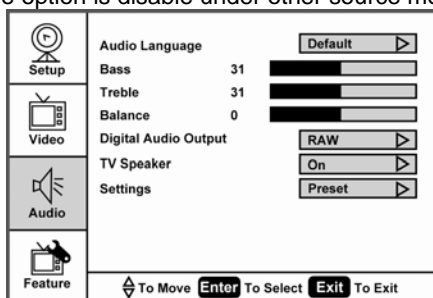 option is disable under other source
Setup
Video
Audio
Feature
Audio Language Default
Bass 31
Treble 31
Balance 0
Digital Audio Output RAW
TV Speaker On
Settings Preset
To Move Enter To Select Exit To Exit